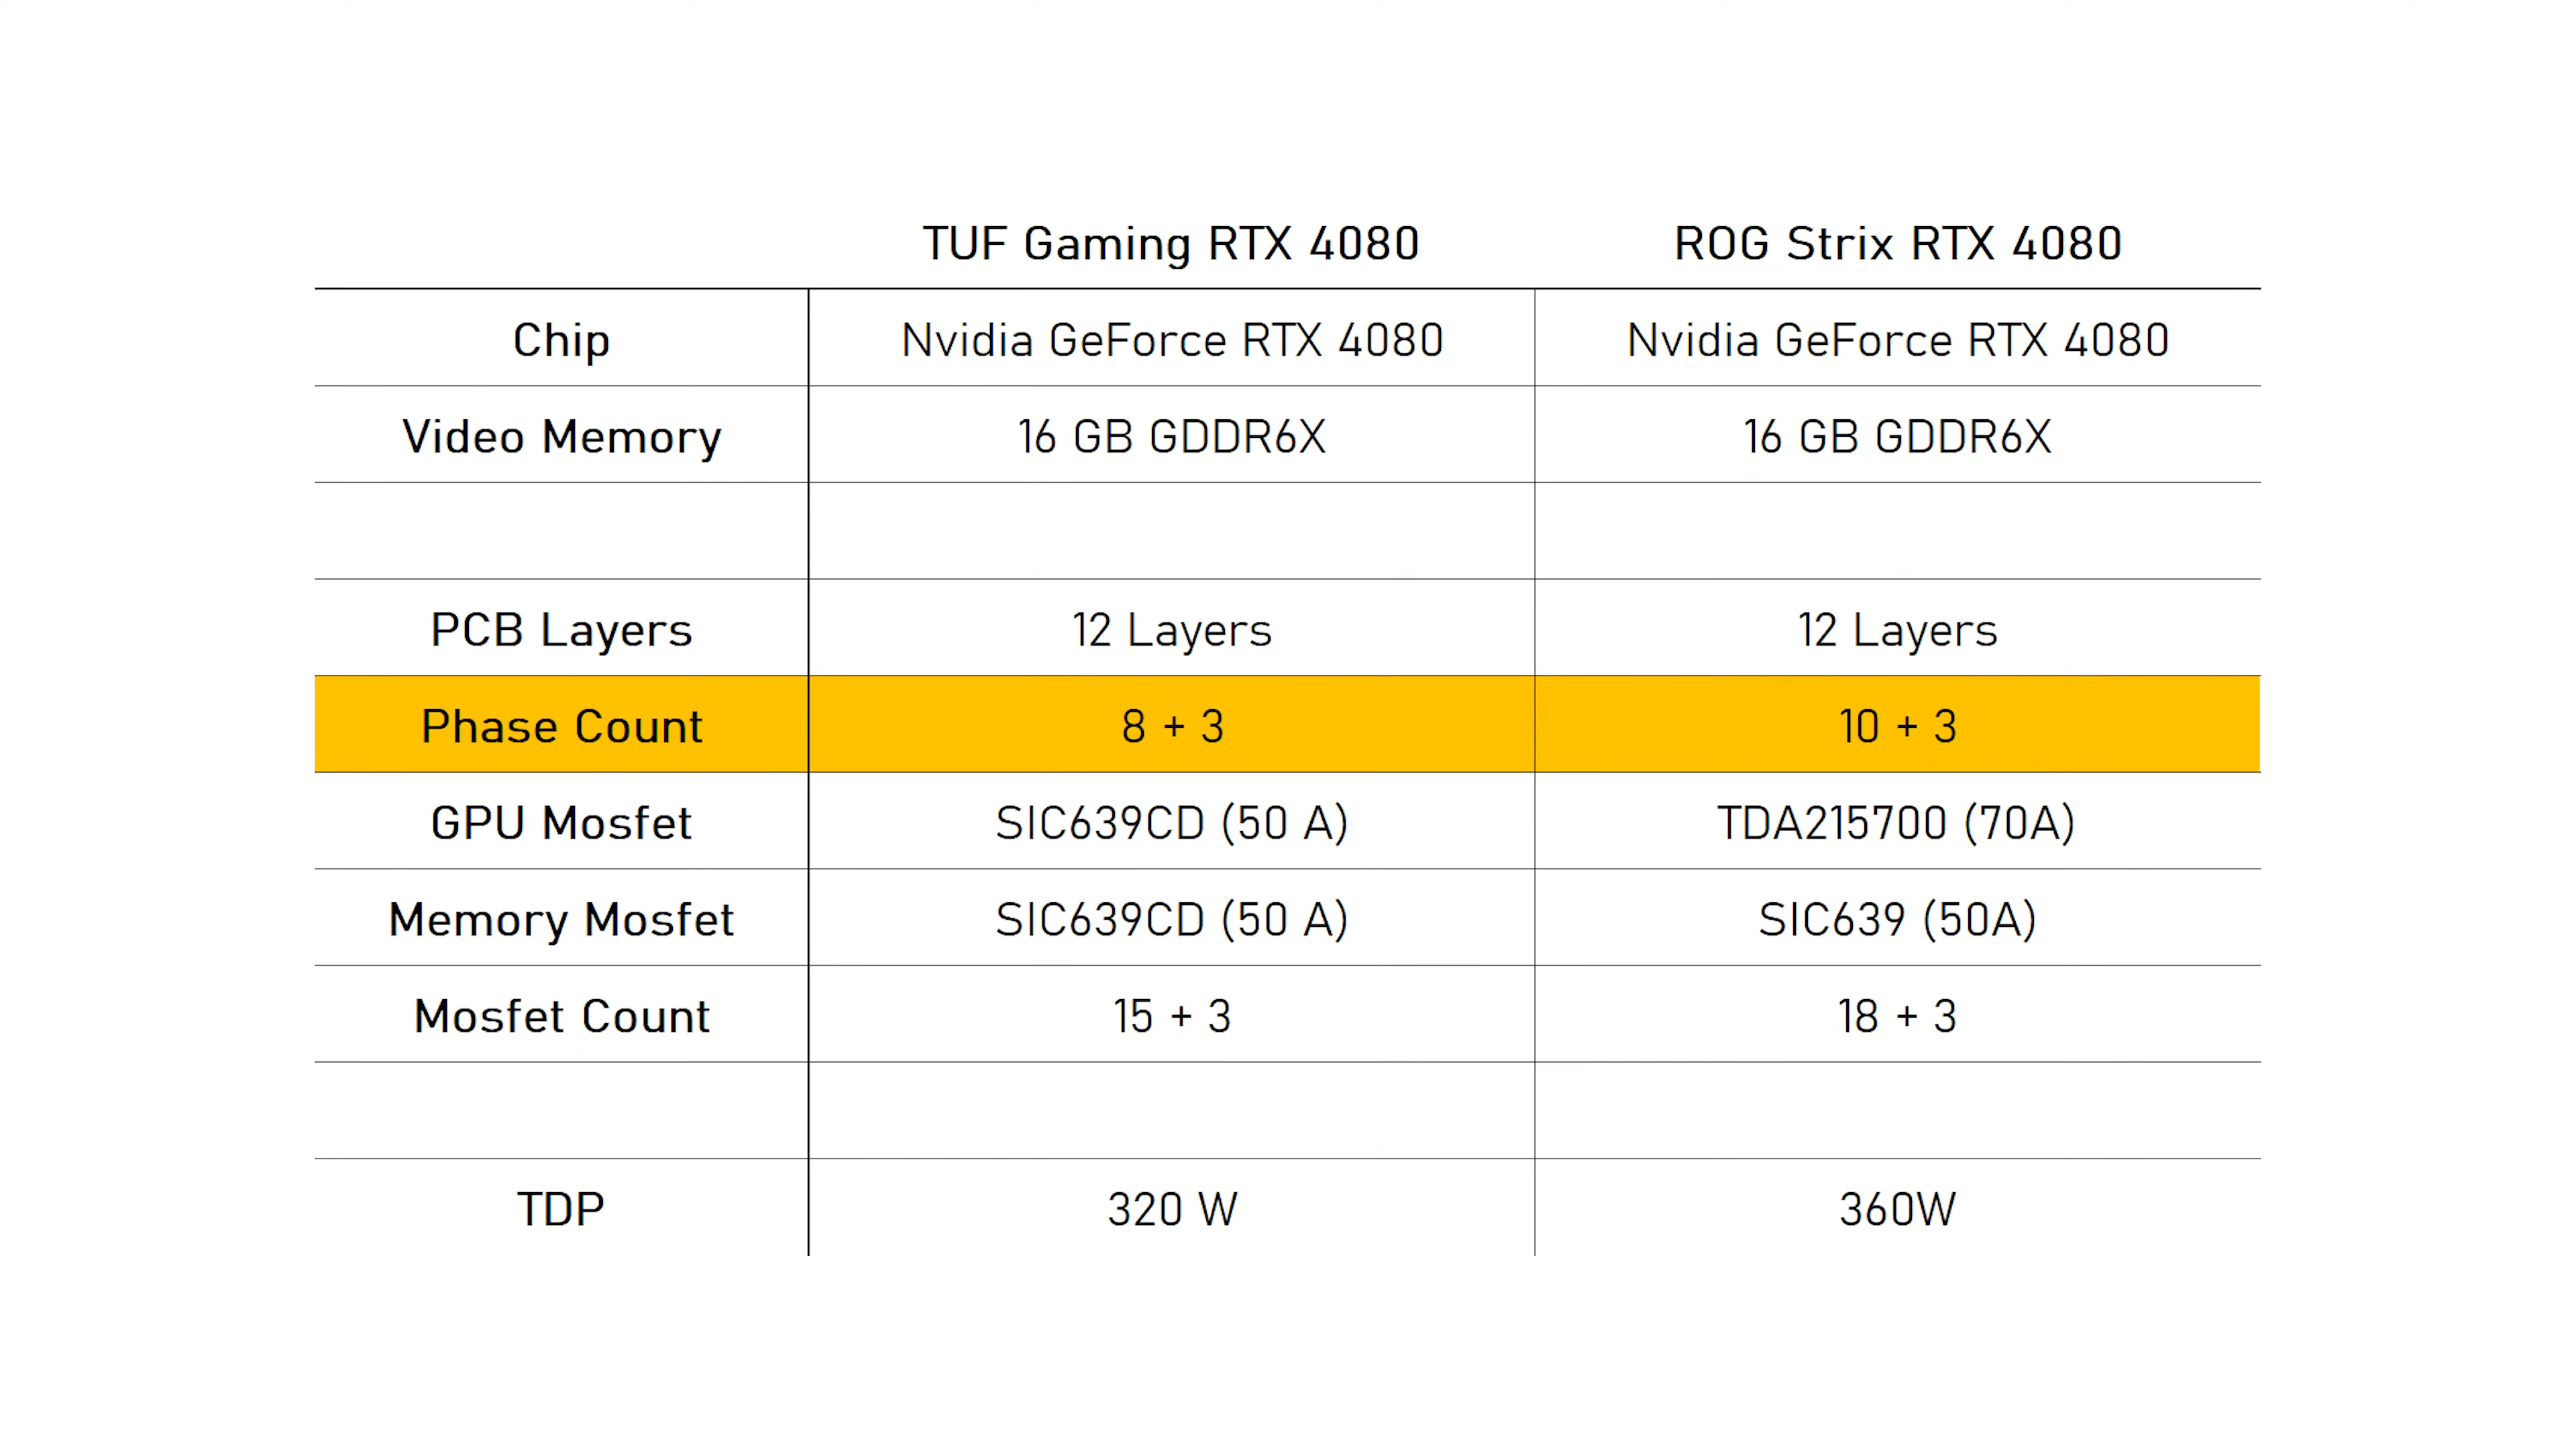 TUF Gaming RTX 4080 ROG Strix RTX 4080
Chip Nvidia GeForce RTX 4080 Nvidia GeForce RTX 4080
Video Memory 16 GB GDDR6X 16 GB GDDR6X
PCB Layers 12 Layers 12 Layers
Phase Count 8 + 3 10 + 3
GPU Mosfet SIC639CD (50 A) TDA215700 (70A)
Memory Mosfet SIC639CD (50 A) SIC639 (50A)
Mosfet Count 15 + 3 18 + 3
TDP 320 W 360W